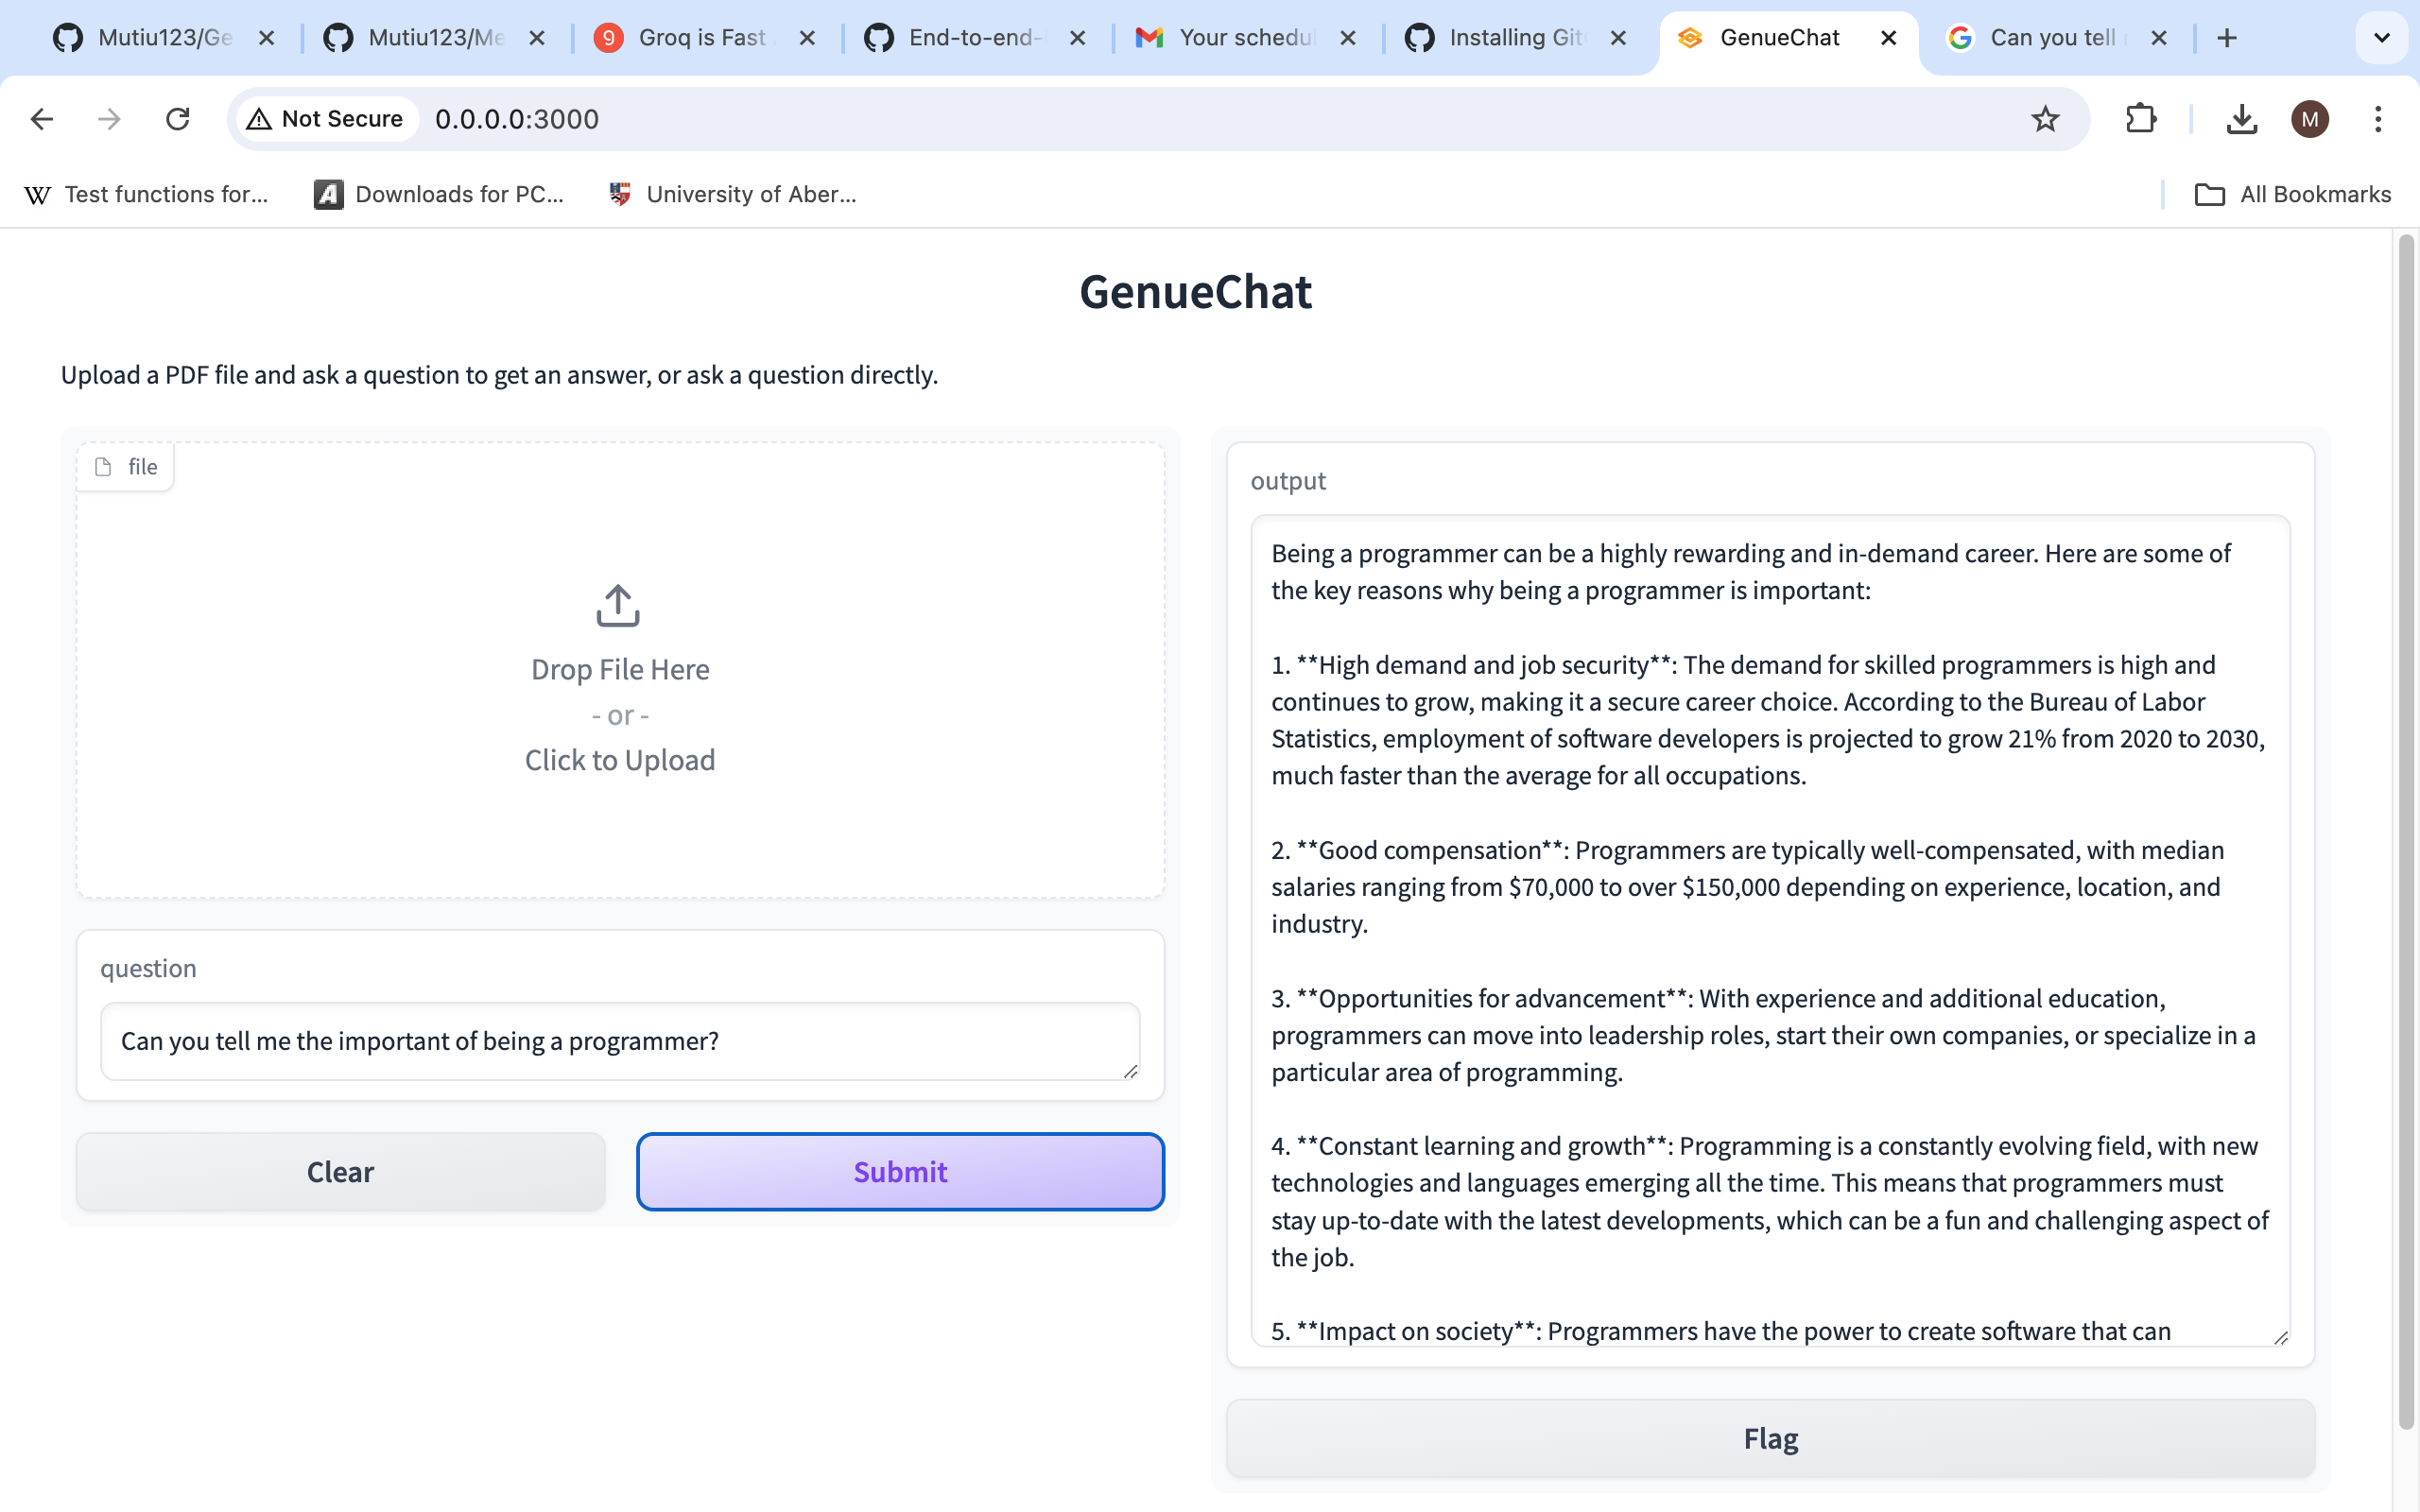 Mutiu123/Ge
Mutiu123/Me
Groq is Fast
End-to-end-
Your schedul
Installing Git
GenueChat
Can you tell
Not Secure
0.0.0.0:3000
M
Test functions for...
Downloads for PC...
University of Aber...
All Bookmarks
GenueChat
Upload a PDF file and ask a question to get an answer, or ask a question directly.
file
Drop File Here
- or -
Click to Upload
question
Can you tell me the important of being a programmer?
Clear
Submit
output
Being a programmer can be a highly rewarding and in-demand career. Here are some of
the key reasons why being a programmer is important:
1. **High demand and job security**: The demand for skilled programmers is high and
continues to grow, making it a secure career choice. According to the Bureau of Labor
Statistics, employment of software developers is projected to grow 21% from 2020 to 2030,
much faster than the average for all occupations.
2. **Good compensation**: Programmers are typically well-compensated, with median
salaries ranging from $70,000 to over $150,000 depending on experience, location, and
industry.
3. **Opportunities for advancement**: With experience and additional education,
programmers can move into leadership roles, start their own companies, or specialize in a
particular area of programming.
4. **Constant learning and growth**: Programming is a constantly evolving field, with new
technologies and languages emerging all the time. This means that programmers must
stay up-to-date with the latest developments, which can be a fun and challenging aspect of
the job.
5. **Impact on society**: Programmers have the power to create software that can
Flag